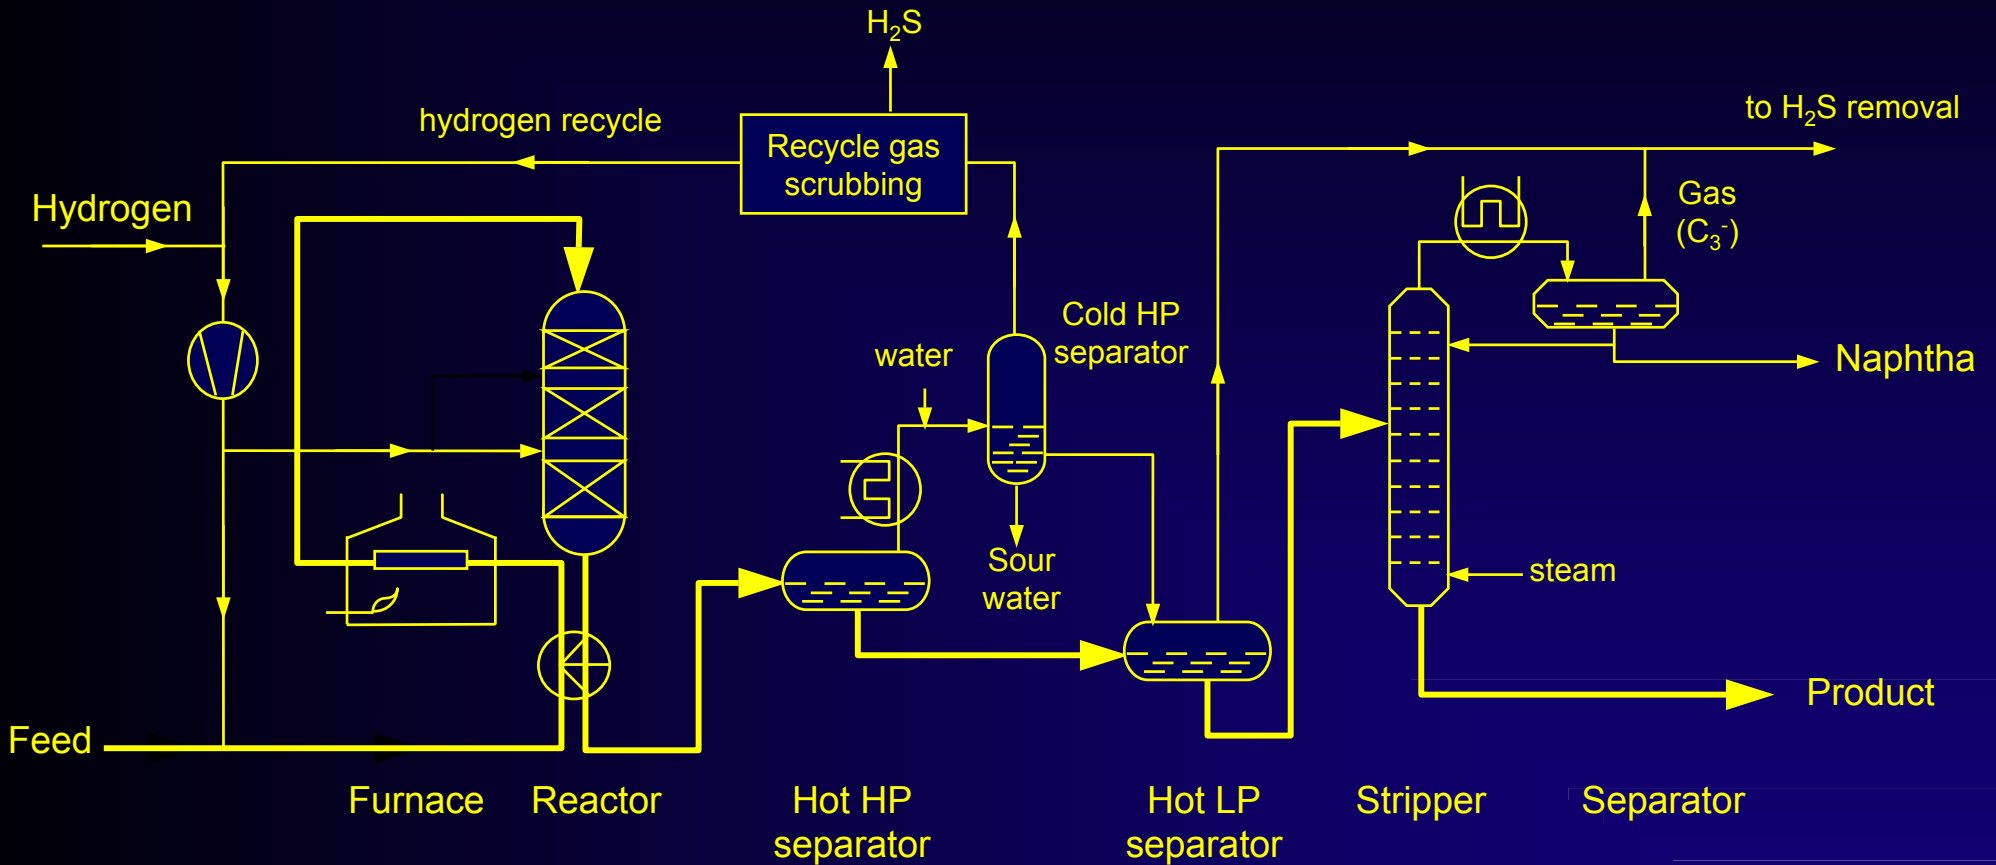 H₂S
hydrogen recycle
Recycle gas
scrubbing
to H₂S removal
Hydrogen
Gas
(C₃⁻)
Cold HP
separator
water
Naphtha
Sour
water
steam
Product
Feed
Furnace
Reactor
Hot HP
separator
Hot LP
separator
Stripper
Separator